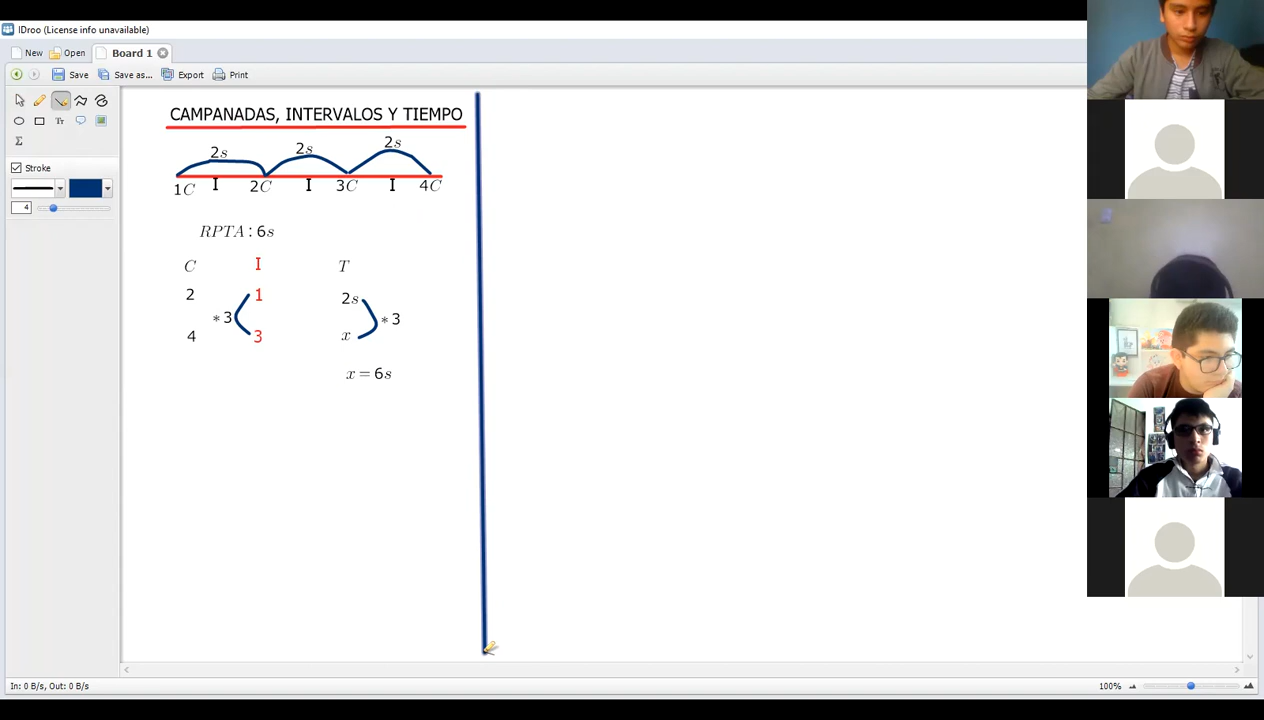 IDroo (License info unavailable)
New Open Board 1
Save Save as... Export Print
CAMPANADAS, INTERVALOS Y TIEMPO
2s 2s 2s
1C I 2C I 3C I 4C
RPTA : 6s
C I T
2 1 2s
* 3 * 3
4 3 x
x = 6s
Tт
Σ
Stroke
4
In: 0 B/s, Out: 0 B/s
100%